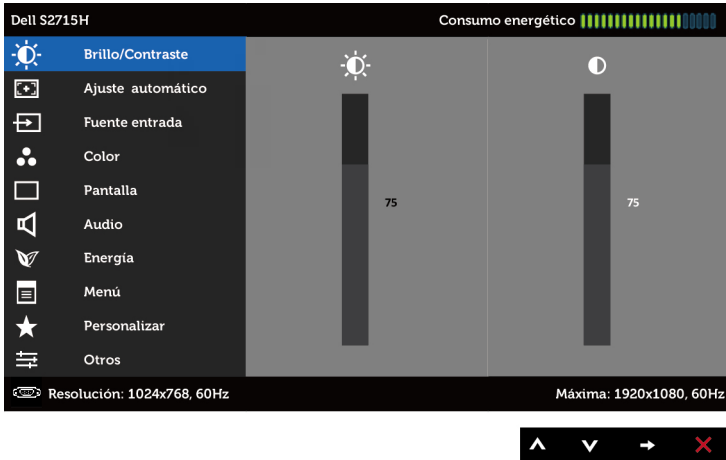 Dell S2715H
Consumo energético
Brillo/Contraste
Ajuste automático
Fuente entrada
Color
Pantalla
Audio
Energía
Menú
Personalizar
Otros
75
75
Resolución: 1024x768, 60Hz
Máxima: 1920x1080, 60Hz